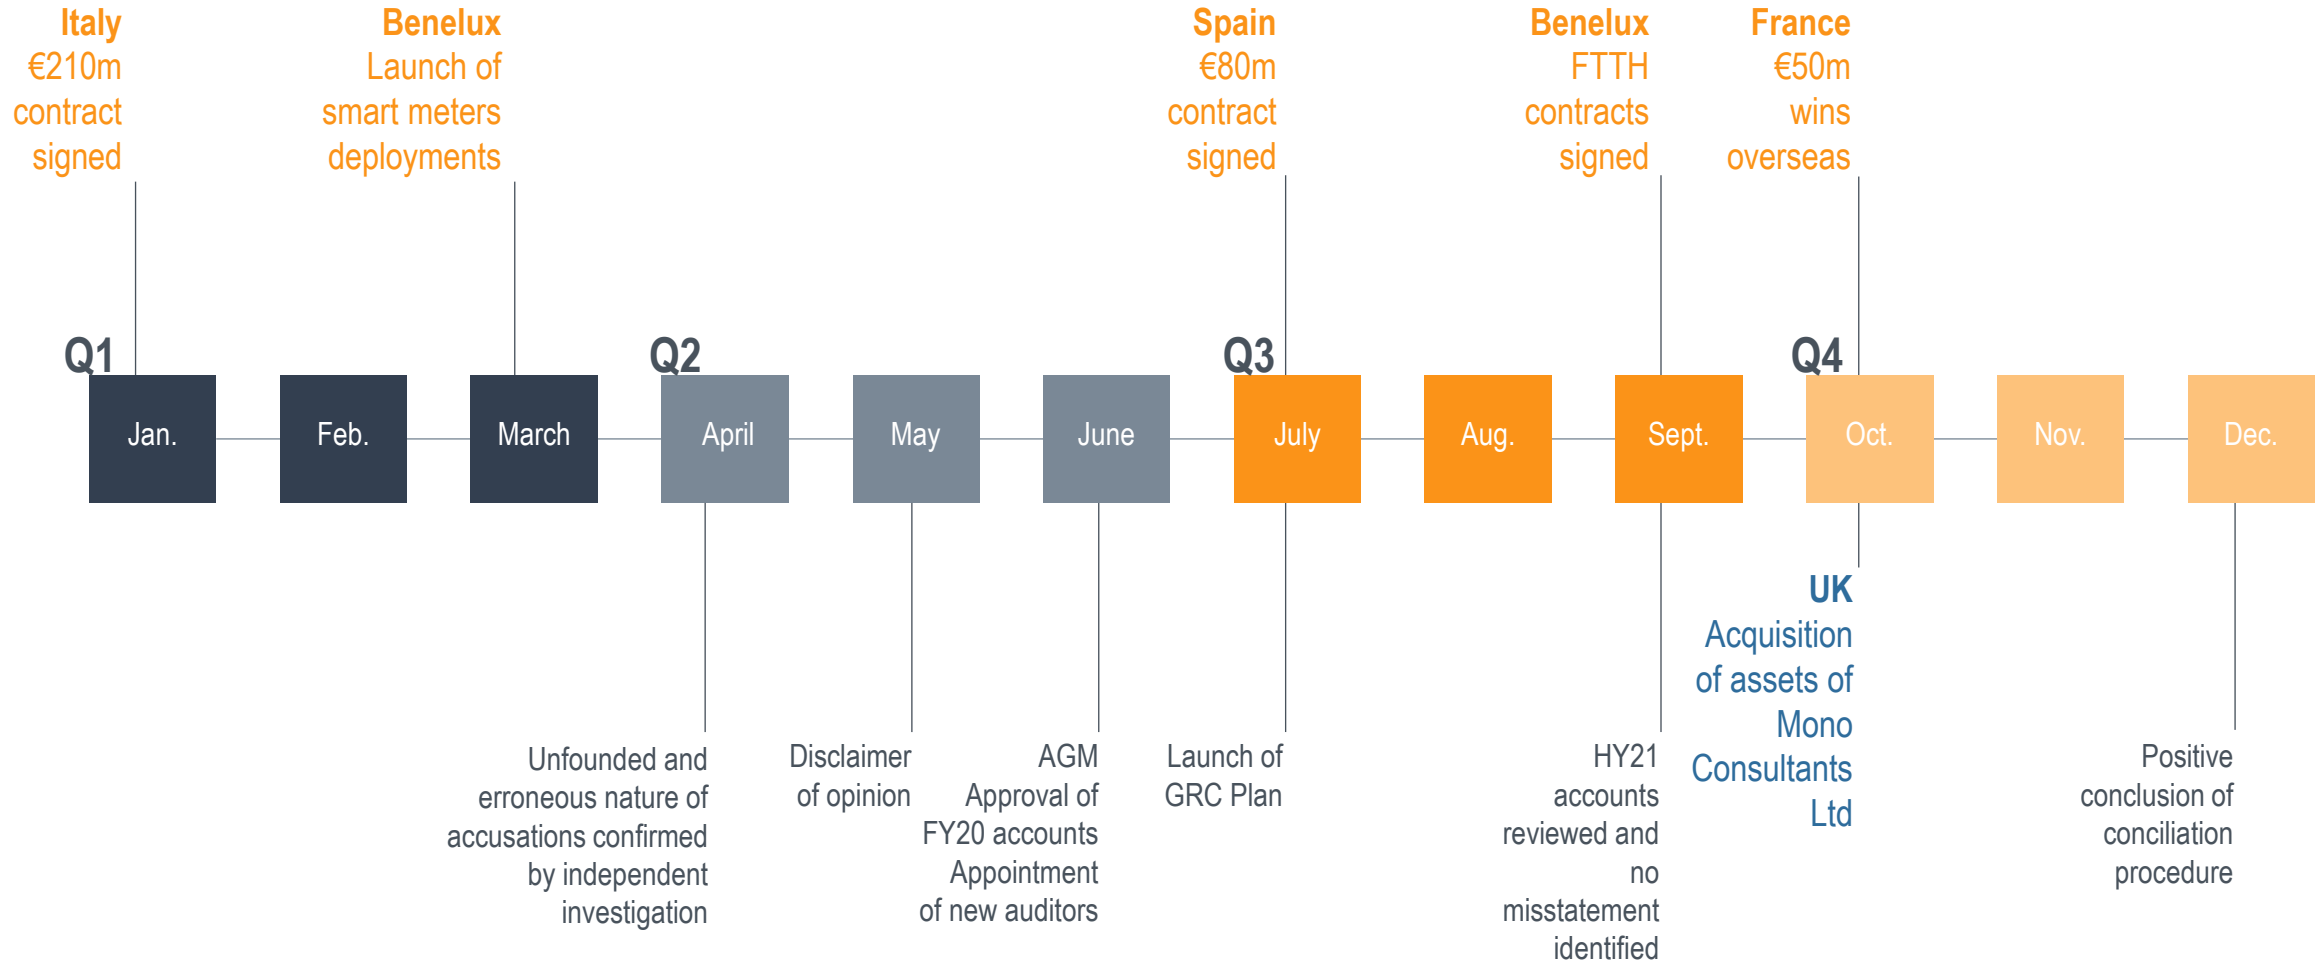 Italy
€210m
contract
signed
Benelux
Launch of
smart meters
deployments
Spain
€80m
contract
signed
Benelux
FTTH
contracts
signed
France
€50m
wins
overseas
Q1
Q2
Q3
Q4
Jan.
Feb.
March
April
May
June
July
Aug.
Sept.
Oct.
Nov.
Dec.
Unfounded and
erroneous nature of
accusations confirmed
by independent
investigation
Disclaimer
of opinion
AGM
Approval of
FY20 accounts
Appointment
of new auditors
Launch of
GRC Plan
HY21
accounts
reviewed and
no
misstatement
identified
UK
Acquisition
of assets of
Mono
Consultants
Ltd
Positive
conclusion of
conciliation
procedure